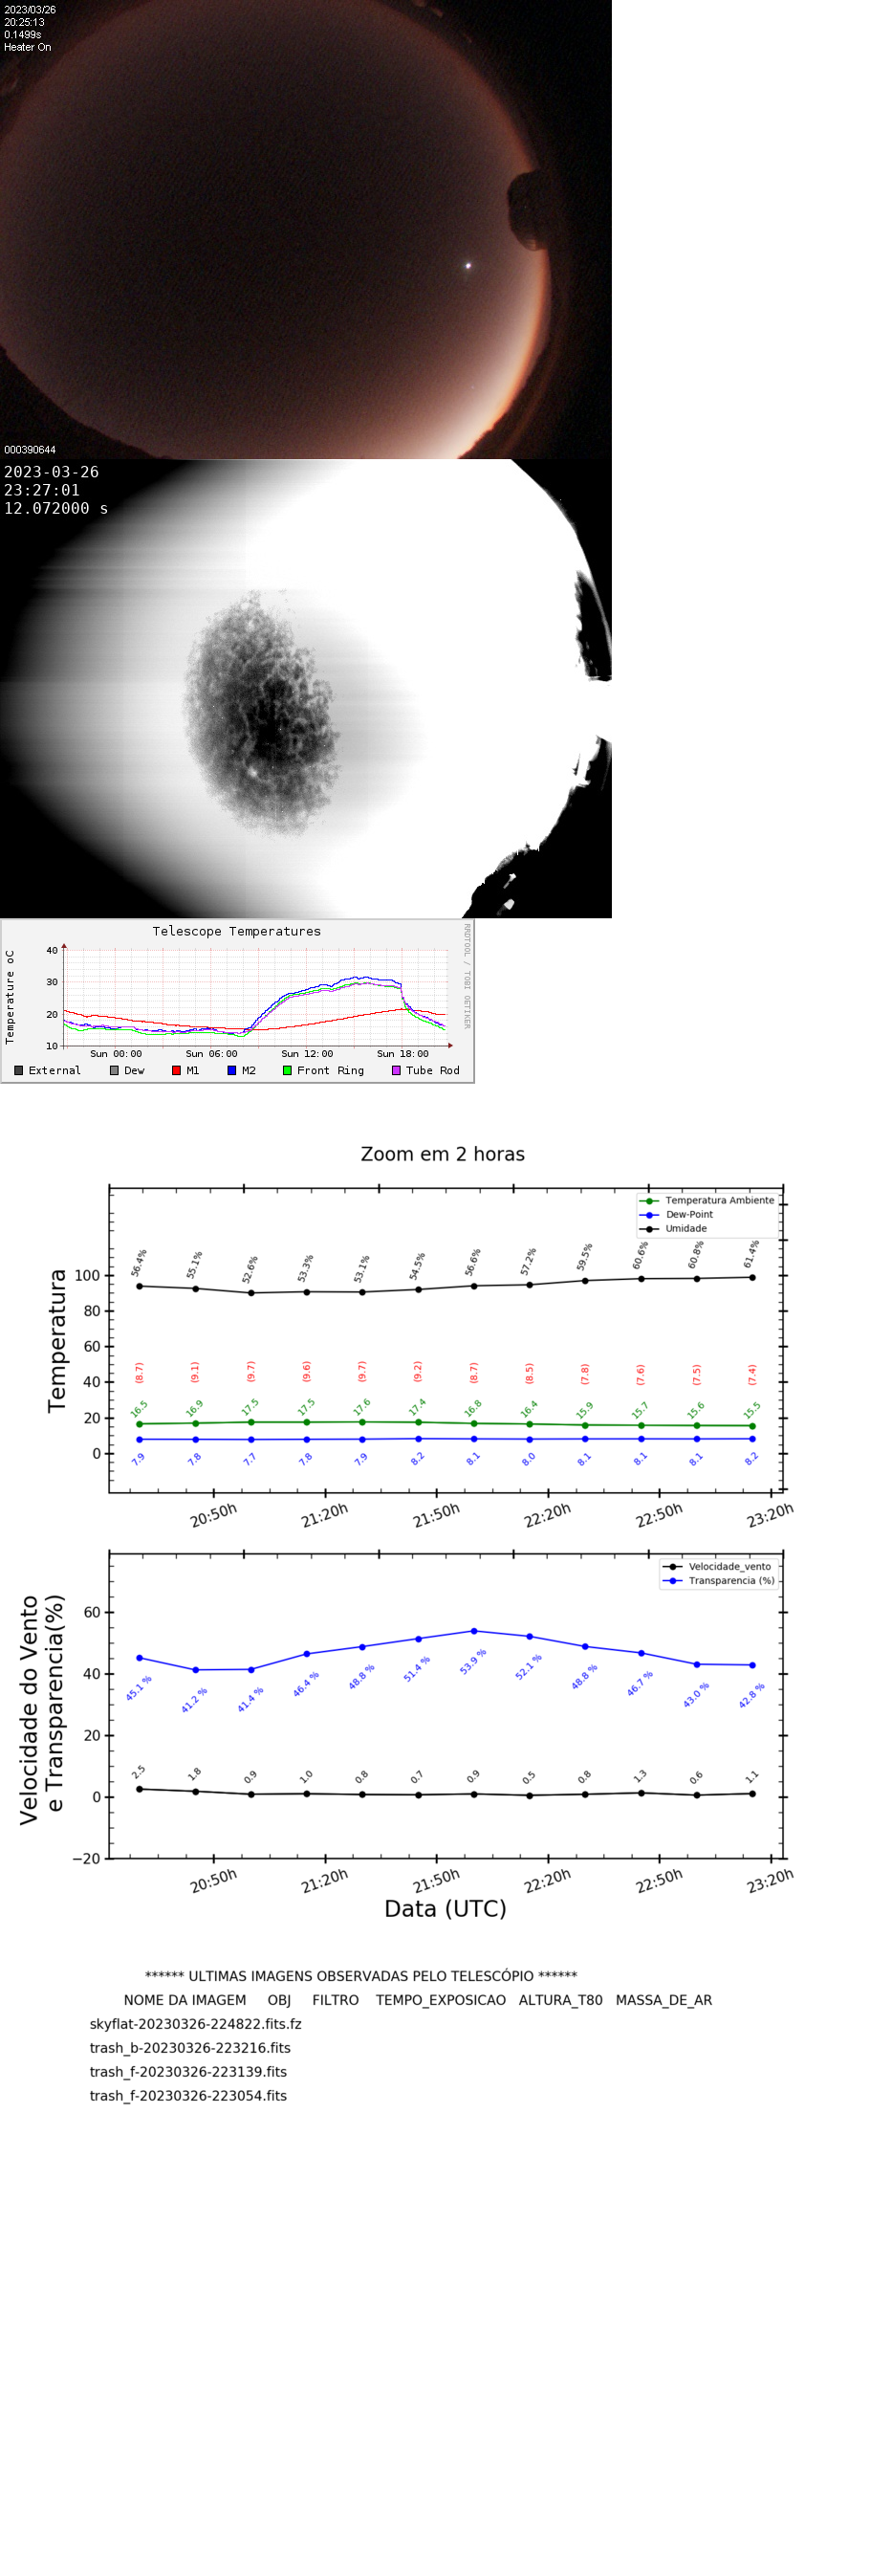 2023/03/26
20:25:13
0.1499s
Heater On
000390644
2023-03-26
23:27:01
12.072000 s
Telescope Temperatures
RRDTOOL / TOBI OETIKER
Temperature oC
40
30
20
10
Sun 00:00 Sun 06:00 Sun 12:00 Sun 18:00
External Dew M1 M2 Front Ring Tube Rod
Zoom em 2 horas
Temperatura Ambiente
Dew-Point
Umidade
Temperatura
100
80
60
40
20
0
56.4% 55.1% 52.6% 53.3% 53.1% 54.5% 56.6% 57.2% 59.5% 60.6% 60.8% 61.4%
(8.7) (9.1) (9.7) (9.6) (9.7) (9.2) (8.7) (8.5) (7.8) (7.6) (7.5) (7.4)
16.5 16.9 17.5 17.5 17.6 17.4 16.8 16.4 15.9 15.7 15.6 15.5
7.9 7.8 7.7 7.8 7.9 8.2 8.1 8.0 8.1 8.1 8.1 8.2
20:50h 21:20h 21:50h 22:20h 22:50h 23:20h
Velocidade_vento
Transparencia (%)
Velocidade do Vento
e Transparencia(%)
60
40
20
0
−20
45.1 % 41.2 % 41.4 % 46.4 % 48.8 % 51.4 % 53.9 % 52.1 % 48.8 % 46.7 % 43.0 % 42.8 %
2.5 1.8 0.9 1.0 0.8 0.7 0.9 0.5 0.8 1.3 0.6 1.1
20:50h 21:20h 21:50h 22:20h 22:50h 23:20h
Data (UTC)
****** ULTIMAS IMAGENS OBSERVADAS PELO TELESCÓPIO ******
NOME DA IMAGEM OBJ FILTRO TEMPO_EXPOSICAO ALTURA_T80 MASSA_DE_AR
skyflat-20230326-224822.fits.fz
trash_b-20230326-223216.fits
trash_f-20230326-223139.fits
trash_f-20230326-223054.fits